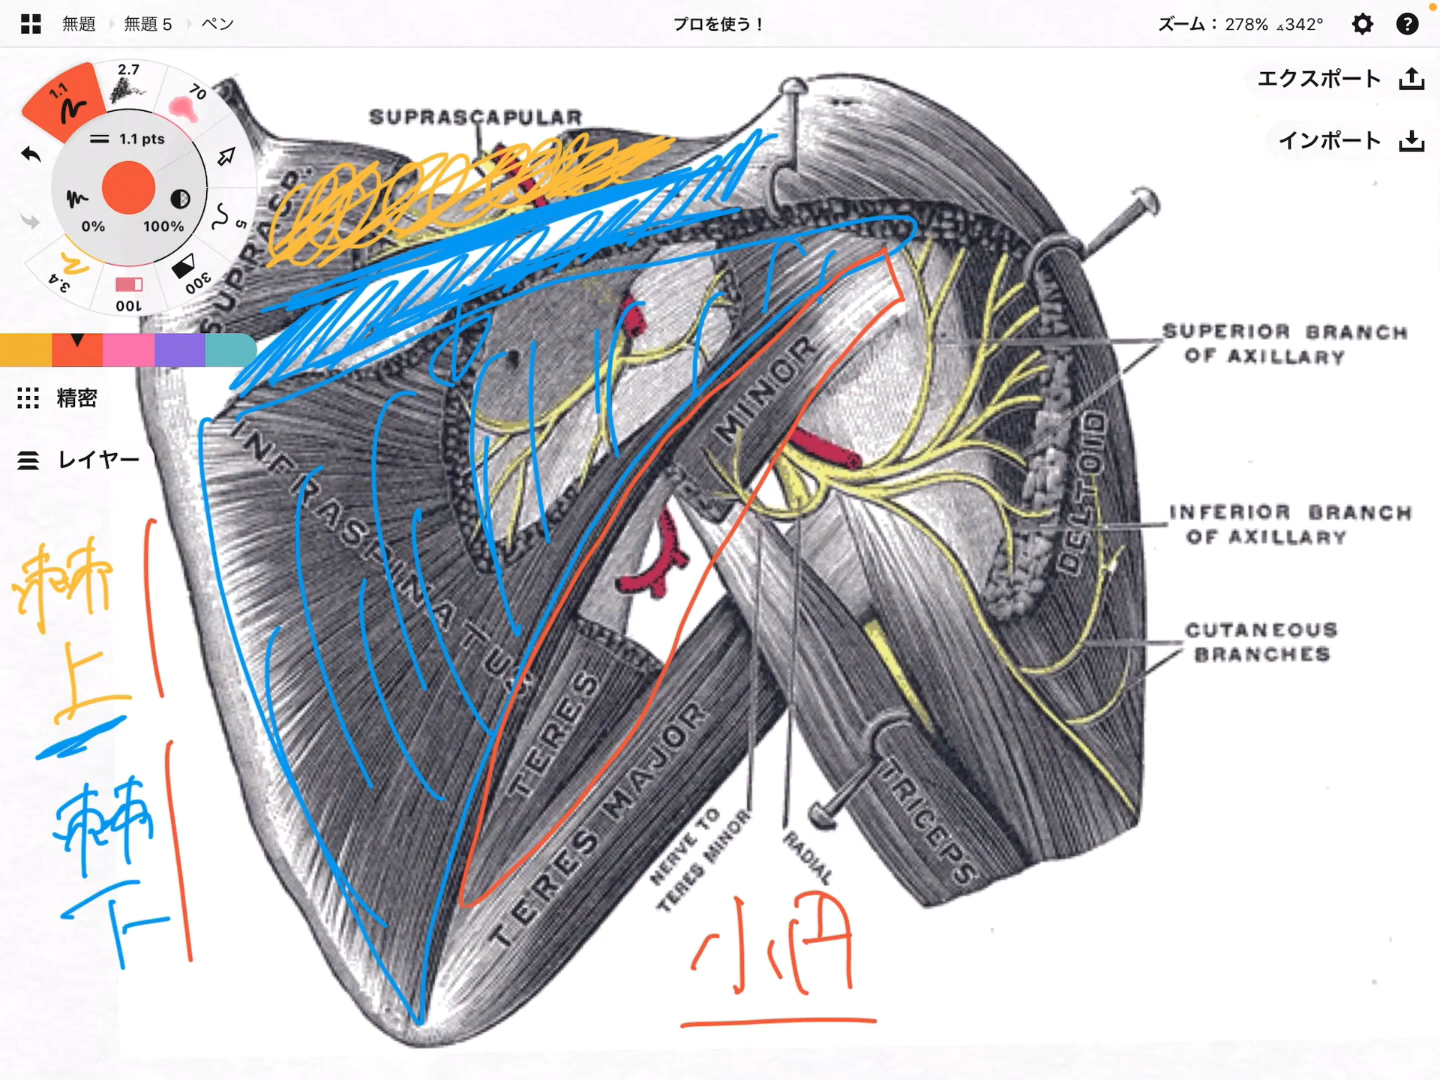 無題 無題 5 ペン
プロを使う！
ズーム： 278% ⊿342°
エクスポート
インポート
1.1
2.7
70
1.1 pts
0%
100%
5
300
100
3.4
精密
レイヤー
SUPRASCAPULAR
SUPRASP.
INFRASPINATUS
MINOR
TERES
TERES MAJOR
DELTOID
TRICEPS
SUPERIOR BRANCH
OF AXILLARY
INFERIOR BRANCH
OF AXILLARY
CUTANEOUS
BRANCHES
NERVE TO
TERES MINOR
RADIAL
棘
上
棘
下
小円